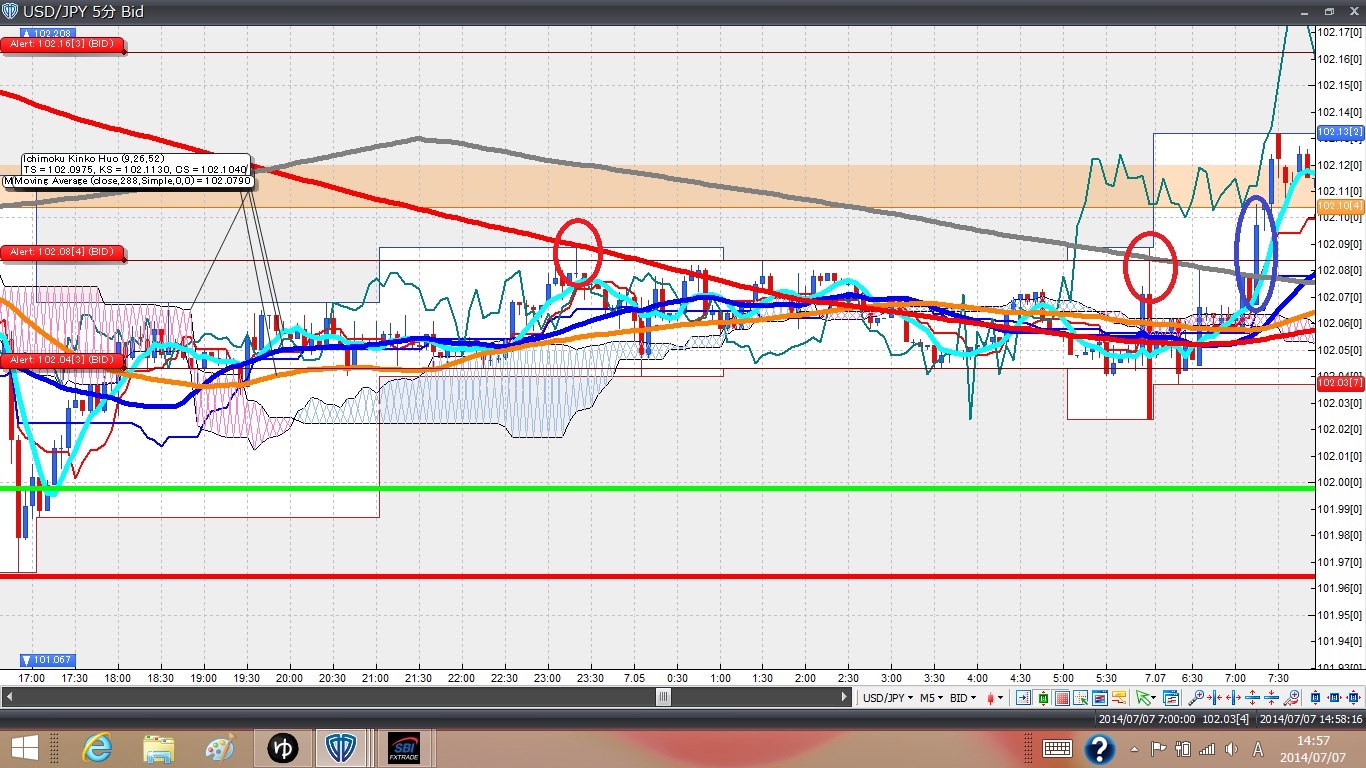 USD/JPY 5分 Bid
▲ 102.208
Alert: 102.16[3] (BID)
Ichimoku Kinko Huo (9,26,52)
TS = 102.0975, KS = 102.1130, CS = 102.1040
[M]Moving Average (close,288,Simple,0,0) = 102.0790
Alert: 102.08[4] (BID)
Alert: 102.04[3] (BID)
▼ 101.067
102.17[0]
102.16[0]
102.15[0]
102.14[0]
102.13[2]
102.12[0]
102.11[0]
102.10[4]
102.10[0]
102.09[0]
102.08[0]
102.07[0]
102.06[0]
102.05[0]
102.04[0]
102.03[7]
102.03[0]
102.02[0]
102.01[0]
102.00[0]
101.99[0]
101.98[0]
101.97[0]
101.96[0]
101.95[0]
101.94[0]
101.93[0]
17:00 17:30 18:00 18:30 19:00 19:30 20:00 20:30 21:00 21:30 22:00 22:30 23:00 23:30 7.05 0:30 1:00 1:30 2:00 2:30 3:00 3:30 4:00 4:30 5:00 5:30 7.07 6:30 7:00 7:30
USD/JPY M5 BID
2014/07/07 7:00:00 102.03[4] 2014/07/07 14:58:16
ゆ
SBI
FXTRADE
?
A
14:57
2014/07/07